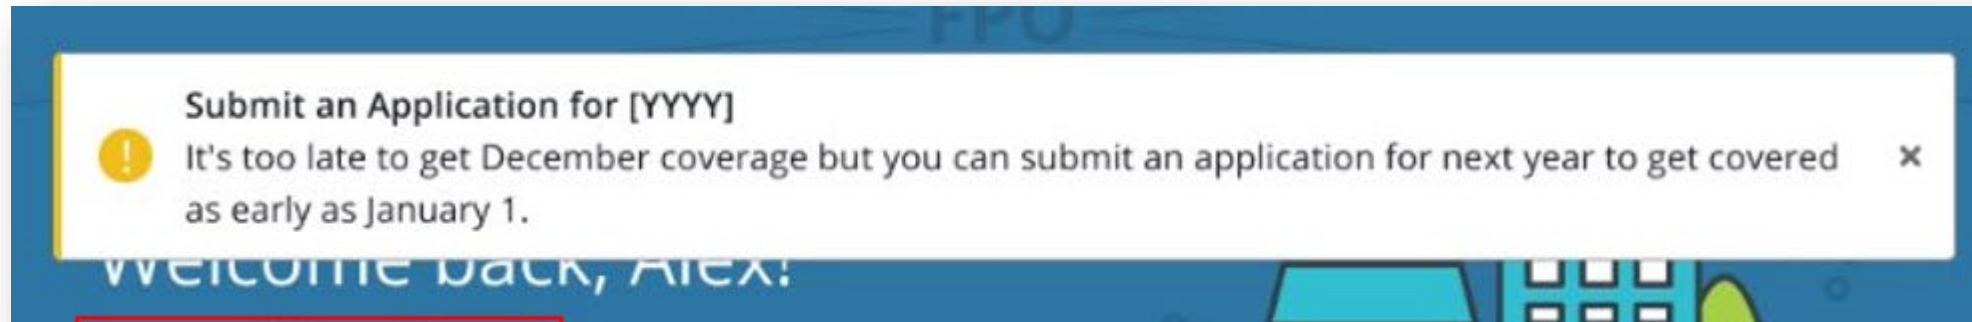 FPO
Submit an Application for [YYYY]
It's too late to get December coverage but you can submit an application for next year to get covered
as early as January 1.
Welcome back, Alex!